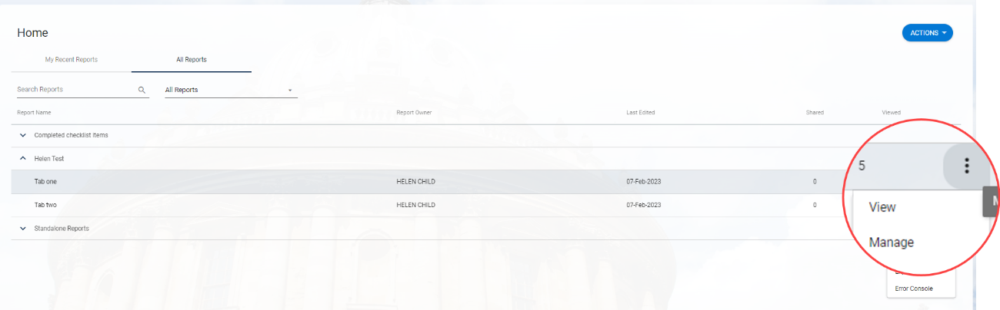 Home
ACTIONS
My Recent Reports All Reports
Search Reports All Reports
Report Name Report Owner Last Edited Shared Viewed
Completed checklist items
Helen Test
5
Tab one HELEN CHILD 07-Feb-2023 0
Tab two HELEN CHILD 07-Feb-2023 0
View
Standalone Reports
Manage
Error Console